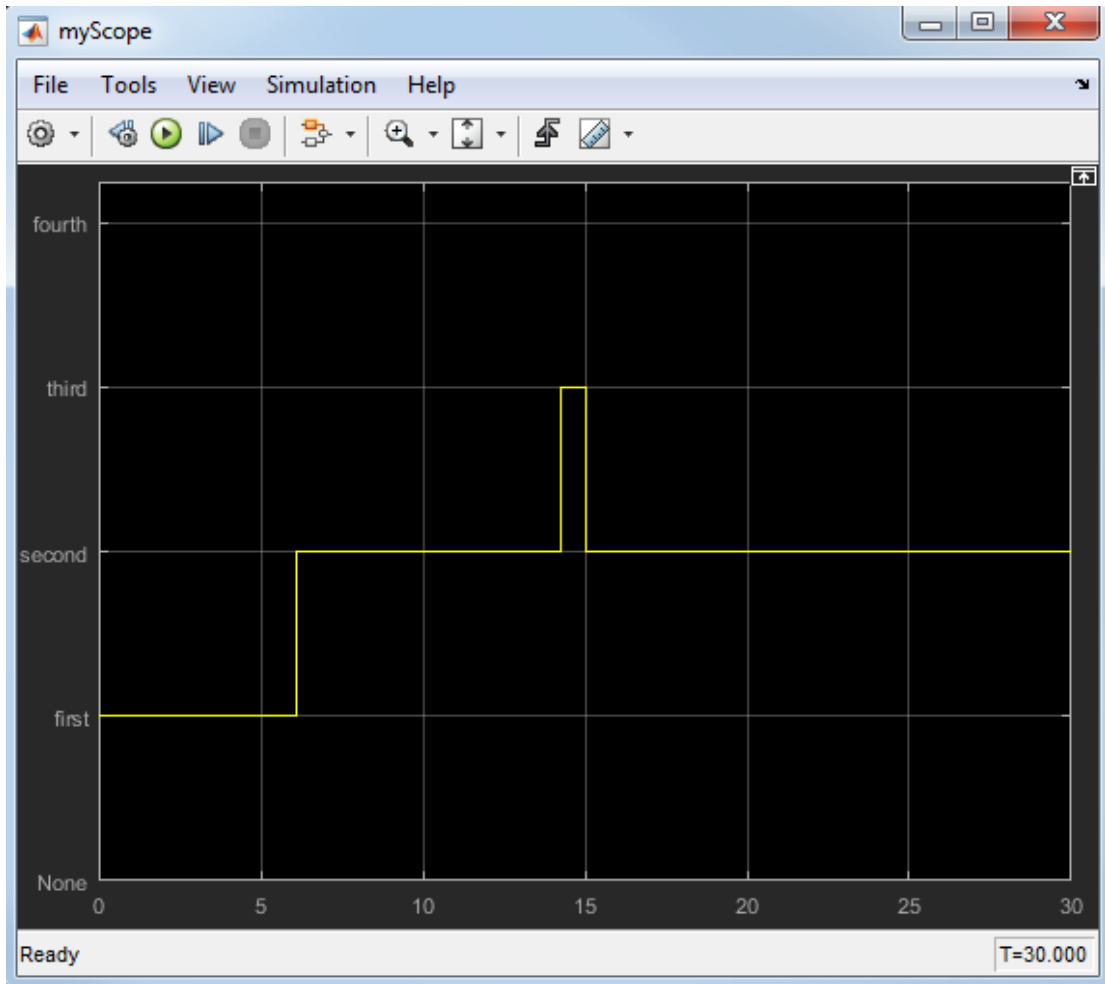 myScope
File Tools View Simulation Help
fourth
third
second
first
None
0 5 10 15 20 25 30
Ready T=30.000